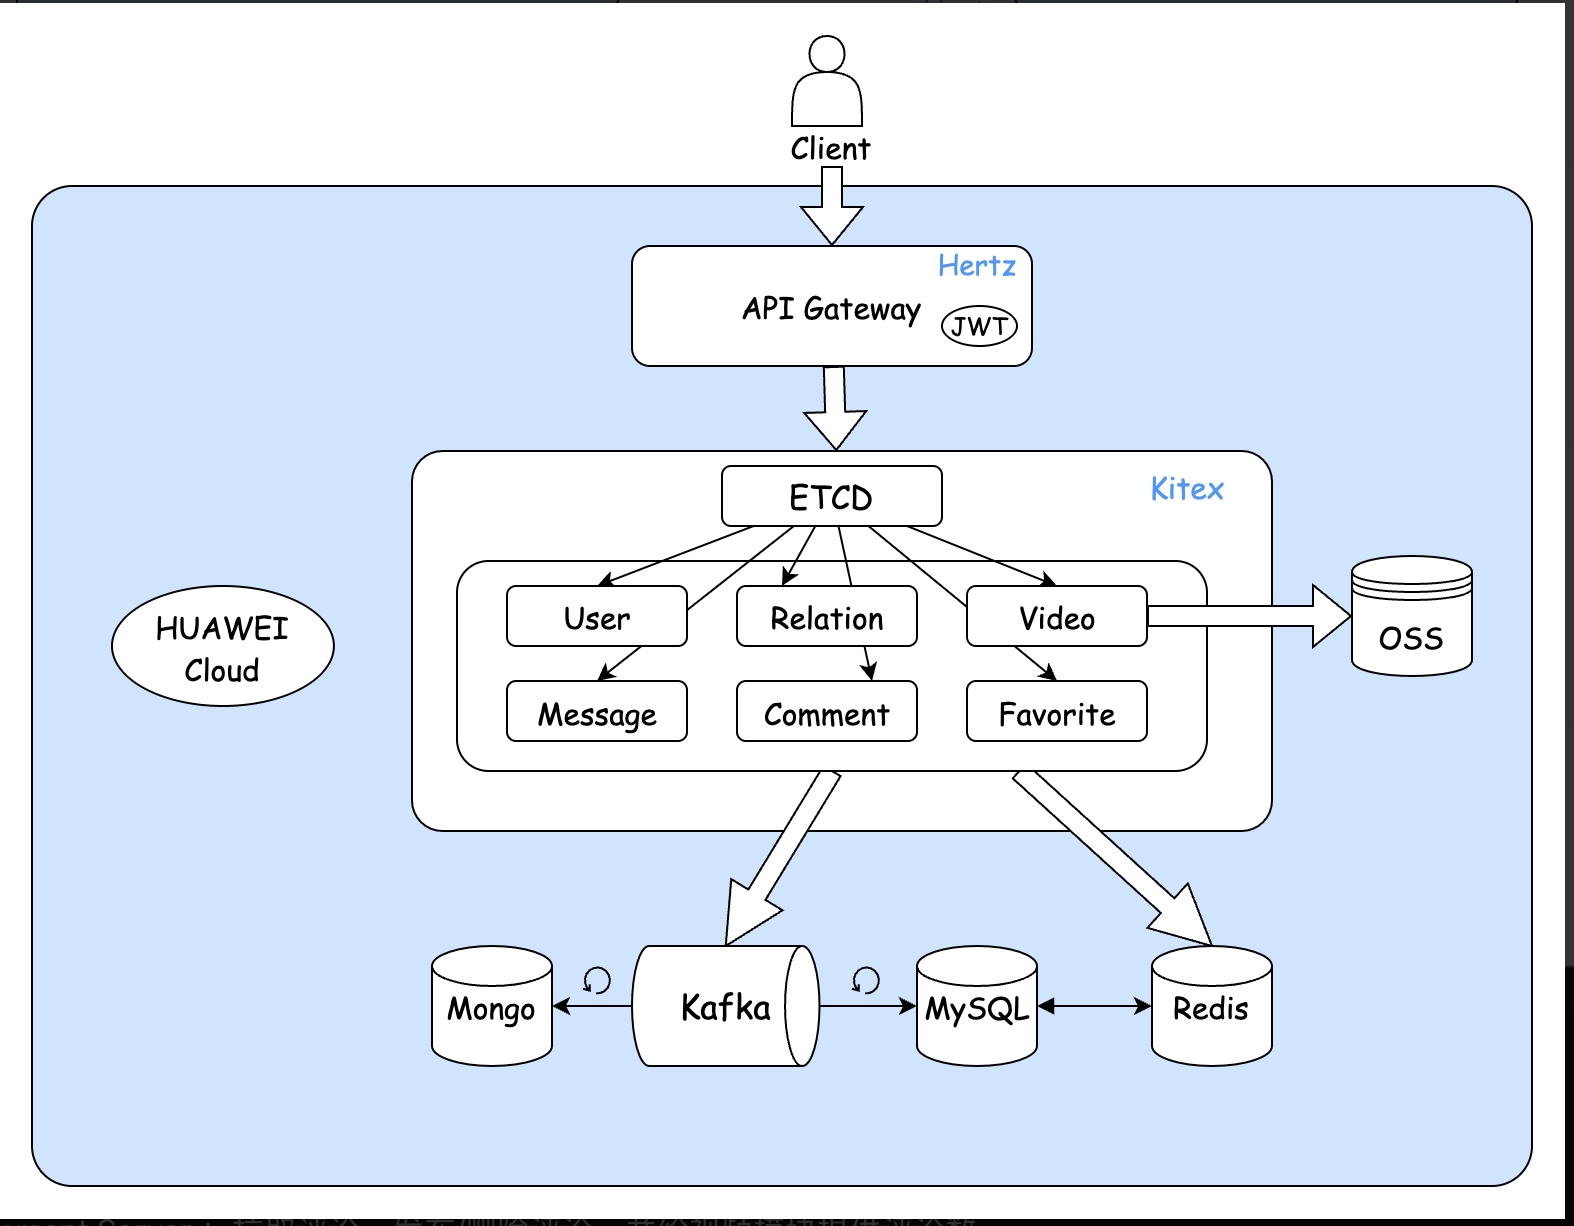 Client
Hertz
API Gateway
JWT
ETCD
Kitex
User
Relation
Video
OSS
HUAWEI
Cloud
Message
Comment
Favorite
Mongo
Kafka
MySQL
Redis